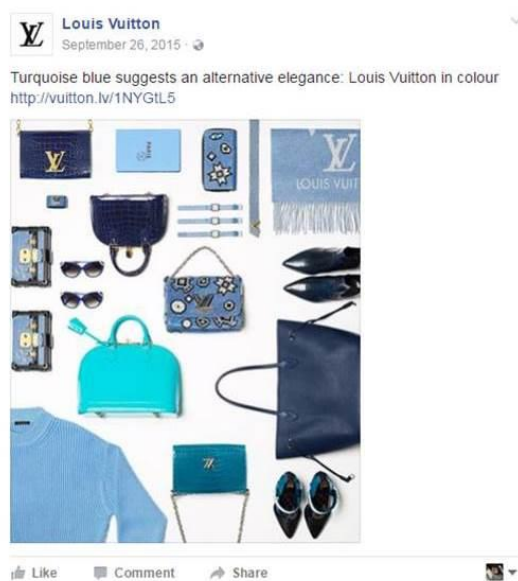 Louis Vuitton
September 26, 2015 ·
Turquoise blue suggests an alternative elegance: Louis Vuitton in colour
http://vuitton.lv/1NYGtL5
LV
LOUIS VUIT
Like Comment Share